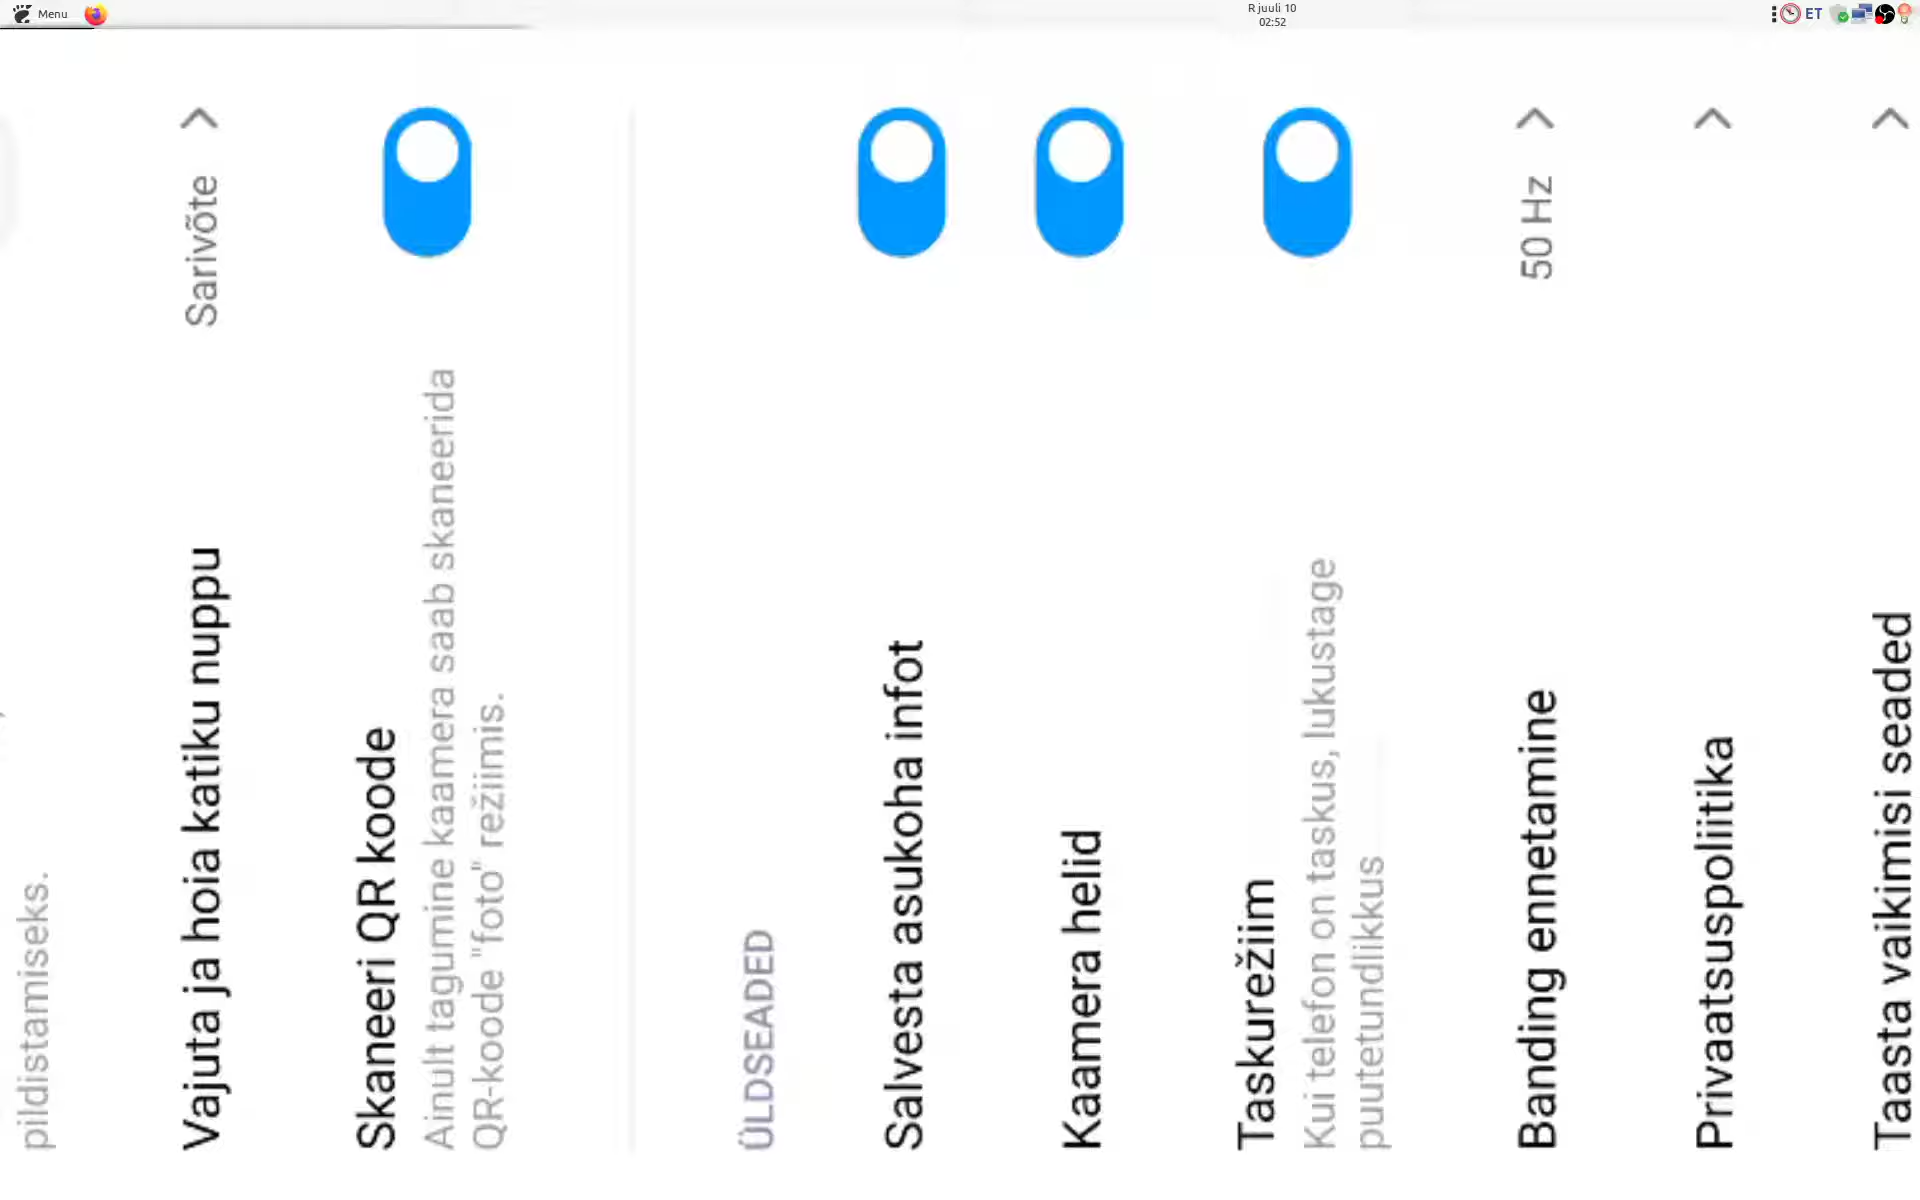 Menu
R juuli 10
02:52
ET
pildistamiseks.
Vajuta ja hoia katiku nuppu
Sarivõte
Skaneeri QR koode
Ainult tagumine kaamera saab skaneerida
QR-koode "foto" režiimis.
ÜLDSEADED
Salvesta asukoha infot
Kaamera helid
Taskurežiim
Kui telefon on taskus, lukustage
puutetundlikkus
Banding ennetamine
50 Hz
Privaatsuspoliitika
Taasta vaikimisi seaded